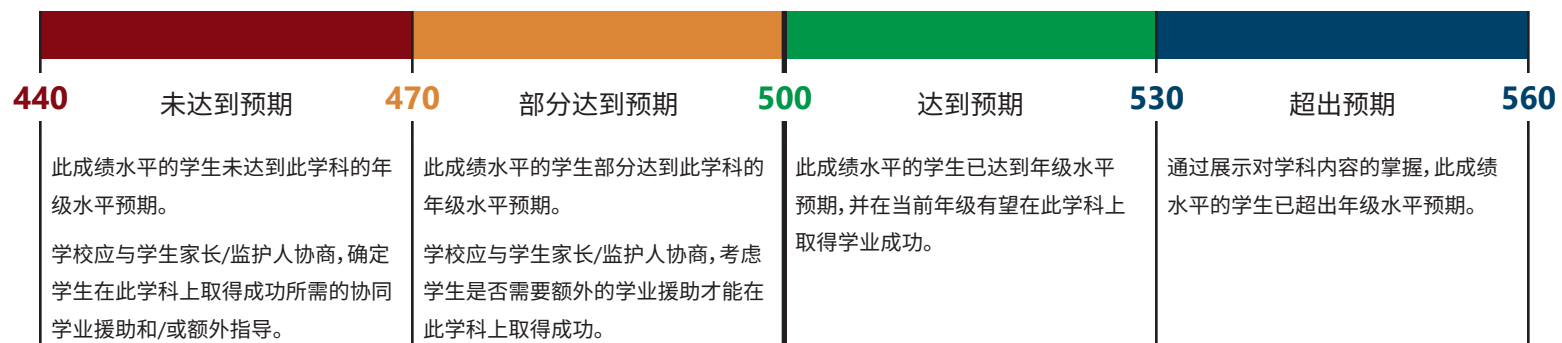 440 未达到预期 470 部分达到预期 500 达到预期 530 超出预期 560
此成绩水平的学生未达到此学科的年
级水平预期。
学校应与学生家长/监护人协商，确定
学生在此学科上取得成功所需的协同
学业援助和/或额外指导。
此成绩水平的学生部分达到此学科的
年级水平预期。
学校应与学生家长/监护人协商，考虑
学生是否需要额外的学业援助才能在
此学科上取得成功。
此成绩水平的学生已达到年级水平
预期，并在当前年级有望在此学科上
取得学业成功。
通过展示对学科内容的掌握，此成绩
水平的学生已超出年级水平预期。